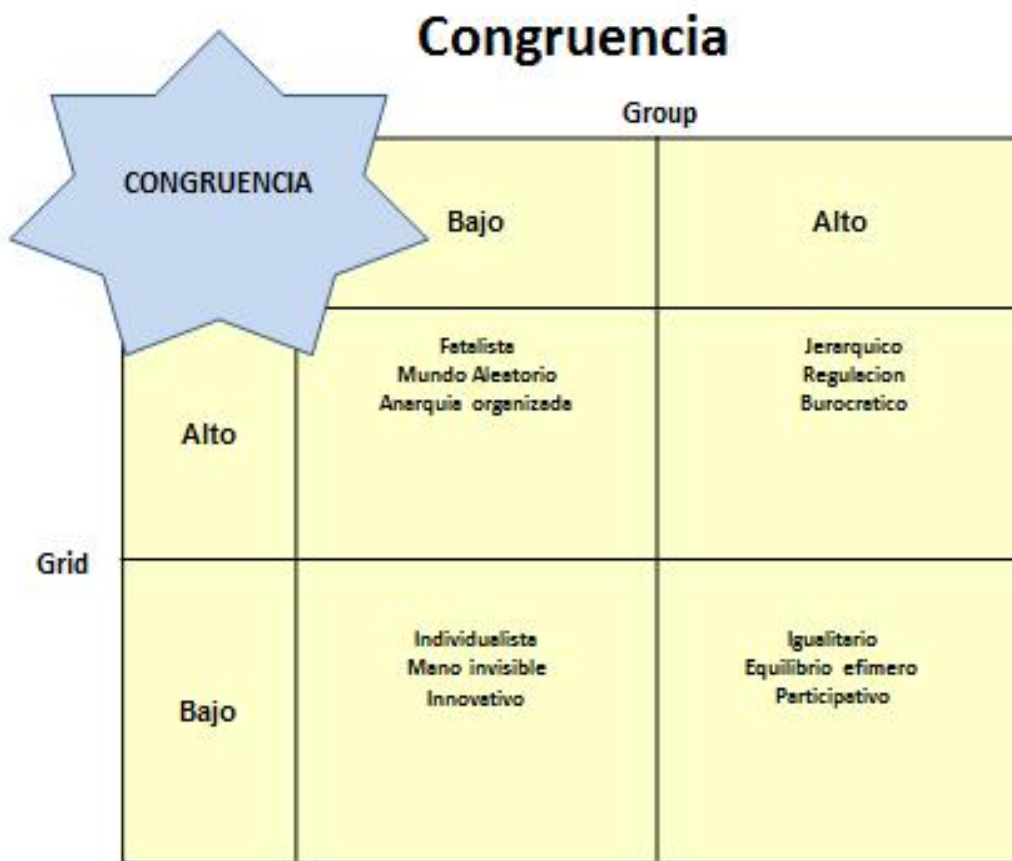 Congruencia
Group
CONGRUENCIA
Bajo
Alto
Fatalista
Mundo Aleatorio
Anarquia organizada
Jerarquico
Regulacion
Burocratico
Alto
Grid
Individualista
Mano invisible
Innovativo
Igualitario
Equilibrio efimero
Participativo
Bajo